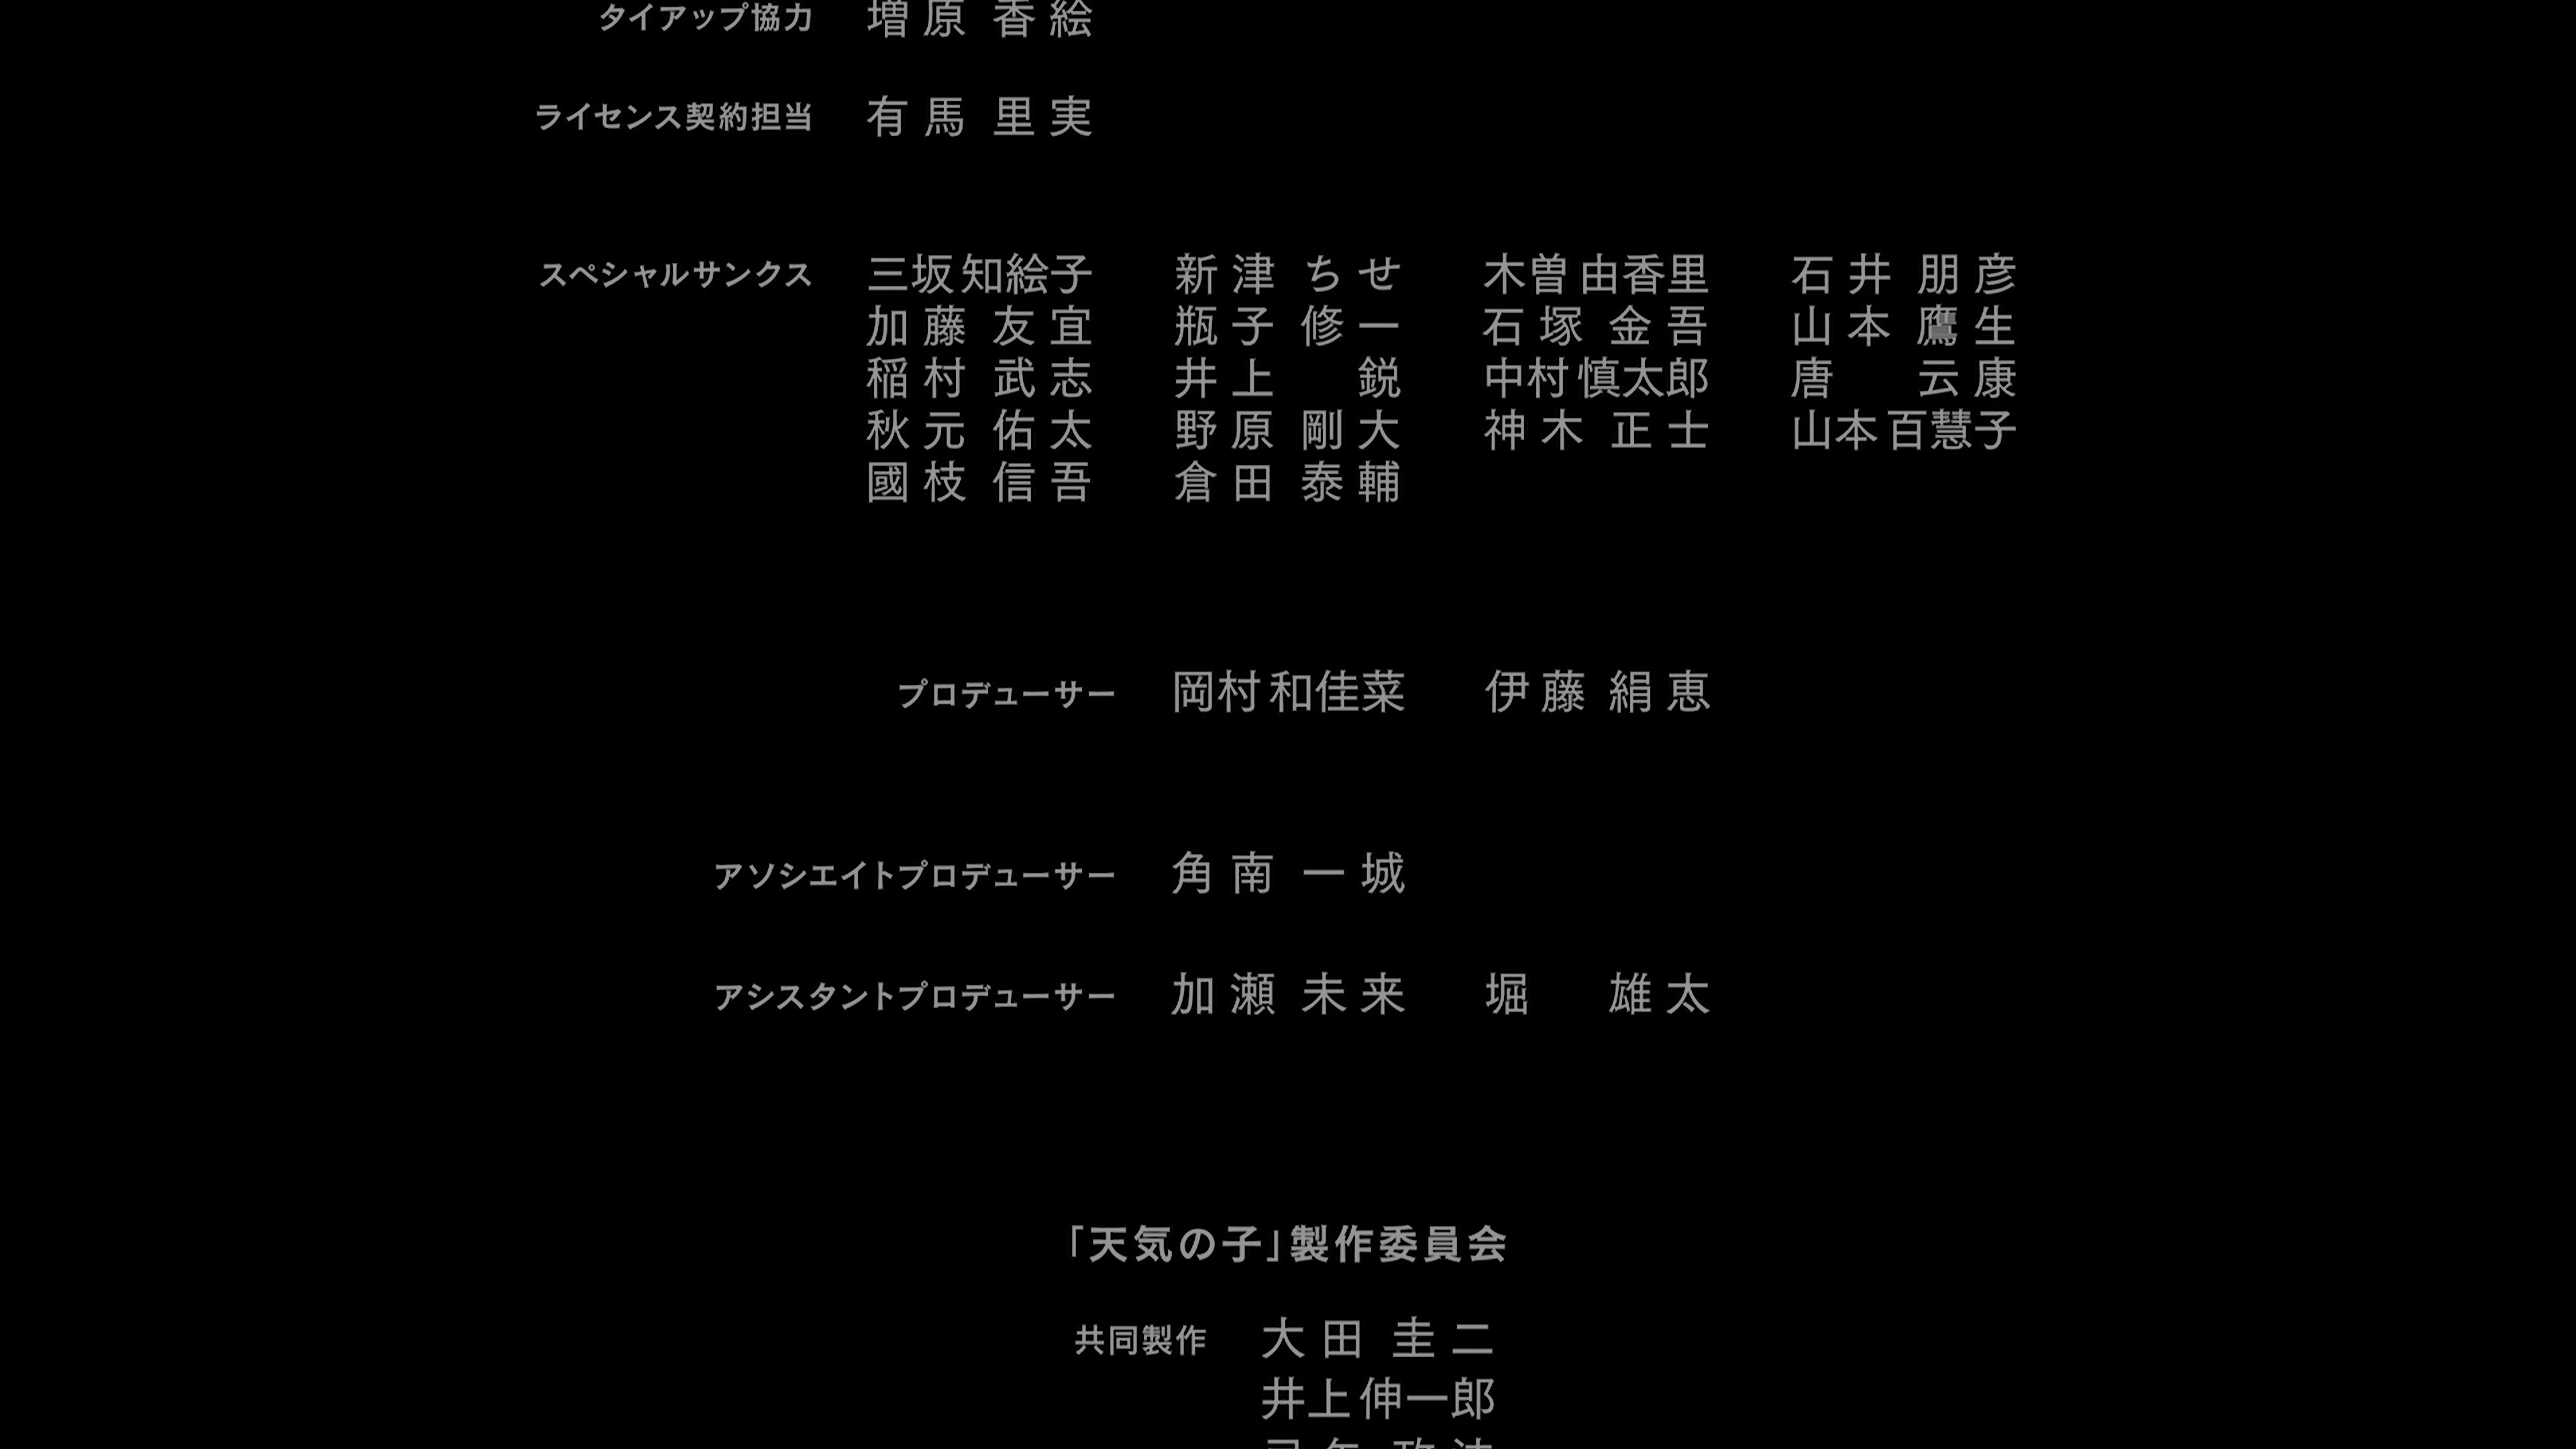 タイアップ協力 増原 香絵
ライセンス契約担当 有馬 里実
スペシャルサンクス 三坂知絵子 新津 ちせ 木曽由香里 石井 朋彦
加藤 友宜 瓶子 修一 石塚 金吾 山本 鷹生
稲村 武志 井上 鋭 中村慎太郎 唐 云康
秋元 佑太 野原 剛大 神木 正士 山本百慧子
國枝 信吾 倉田 泰輔
プロデューサー 岡村和佳菜 伊藤 絹恵
アソシエイトプロデューサー 角南 一城
アシスタントプロデューサー 加瀬 未来 堀 雄太
「天気の子」製作委員会
共同製作 大田 圭二
井上伸一郎